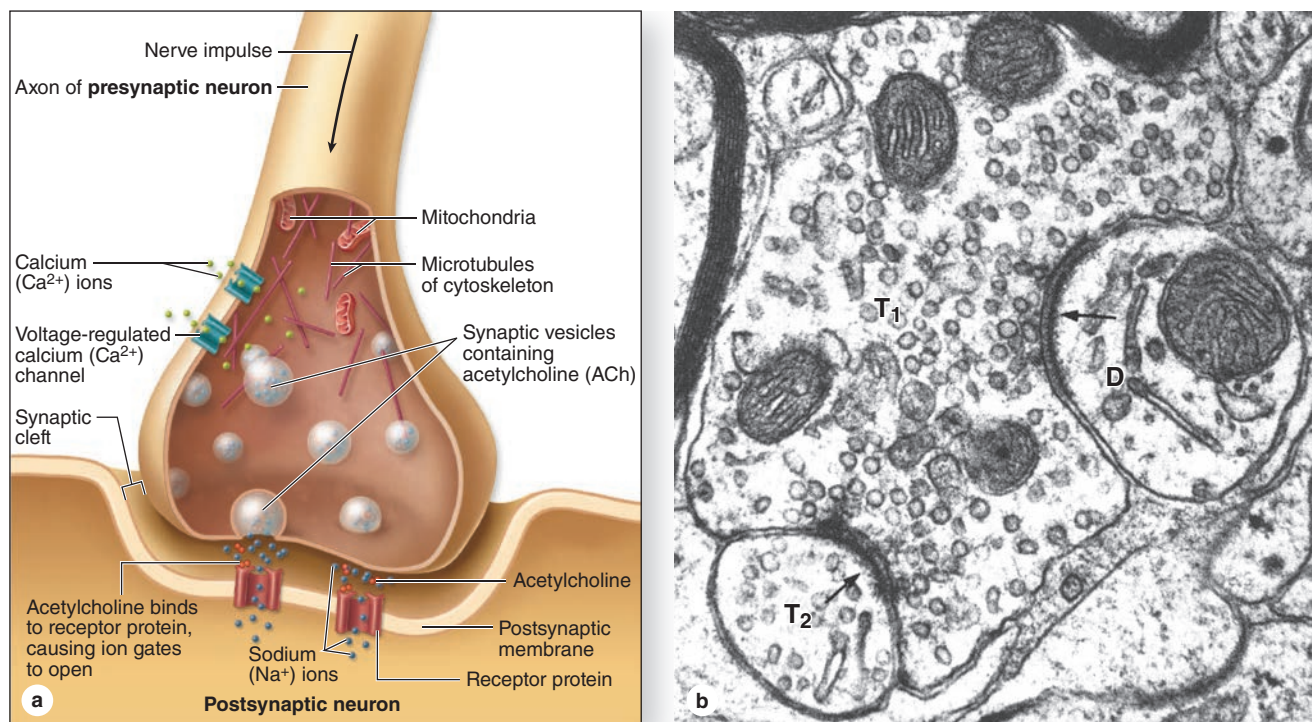 Nerve impulse
Axon of presynaptic neuron
Mitochondria
Calcium
(Ca2+) ions
Microtubules
of cytoskeleton
Voltage-regulated
calcium (Ca2+)
channel
Synaptic vesicles
containing
acetylcholine (ACh)
Synaptic
cleft
Acetylcholine binds
to receptor protein,
causing ion gates
to open
Acetylcholine
Sodium
(Na+) ions
Postsynaptic
membrane
Receptor protein
Postsynaptic neuron
a
T1
D
T2
b